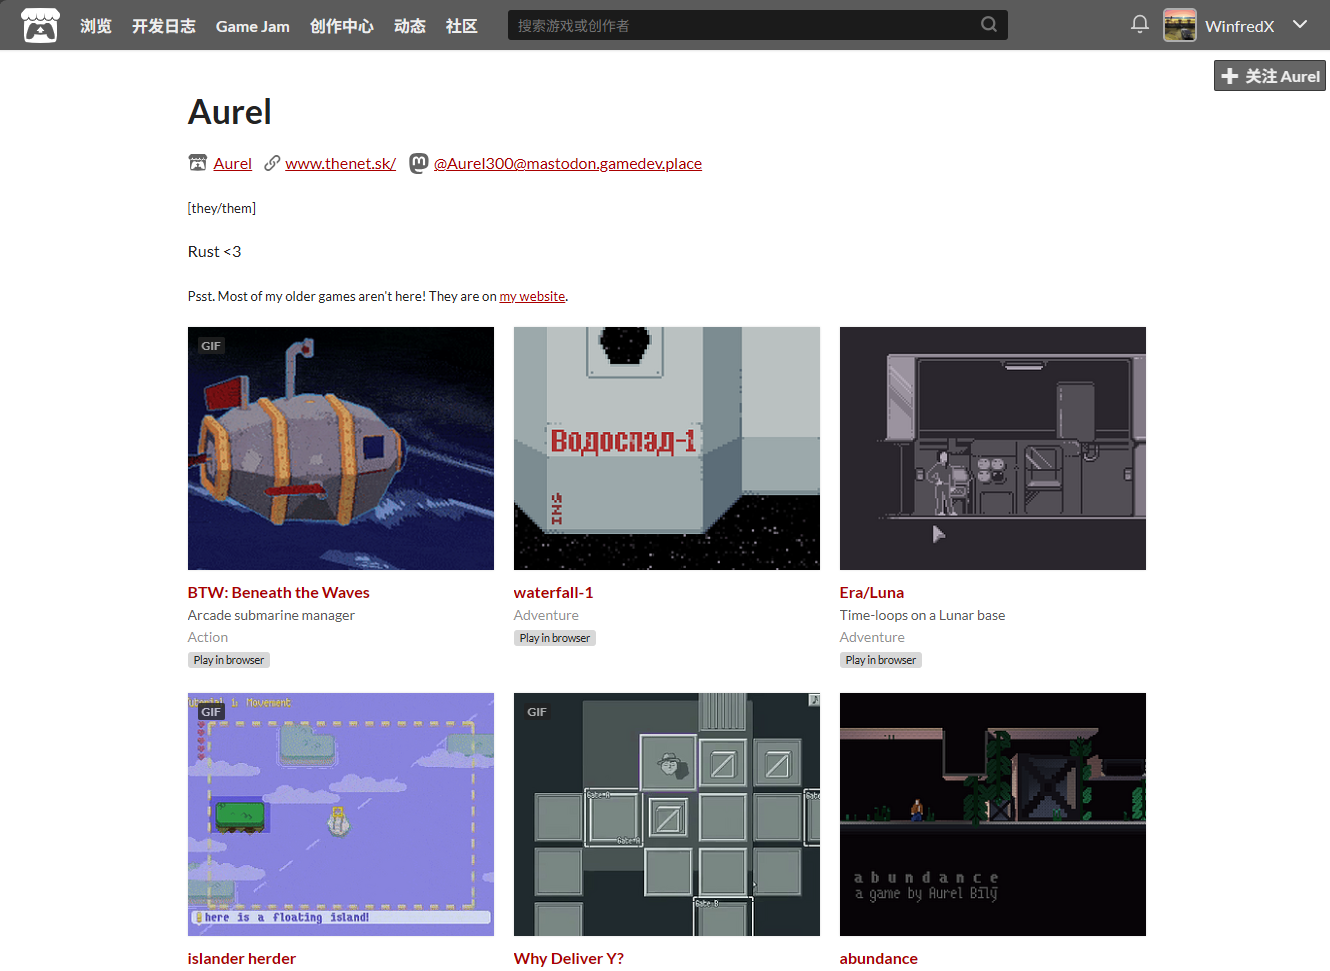 浏览 开发日志 Game Jam 创作中心 动态 社区 搜索游戏或创作者 WinfredX
关注 Aurel
Aurel
Aurel www.thenet.sk/ @Aurel300@mastodon.gamedev.place
[they/them]
Rust <3
Psst. Most of my older games aren't here! They are on my website.
GIF
Водоспад-1
BTW: Beneath the Waves
Arcade submarine manager
Action
Play in browser
waterfall-1
Adventure
Play in browser
Era/Luna
Time-loops on a Lunar base
Adventure
Play in browser
utorial 1: Movement
GIF
here is a floating island!
GIF
Gate-A
Gate-A
Gate-B
abundance
a game by Aurel Bílý
islander herder
Why Deliver Y?
abundance